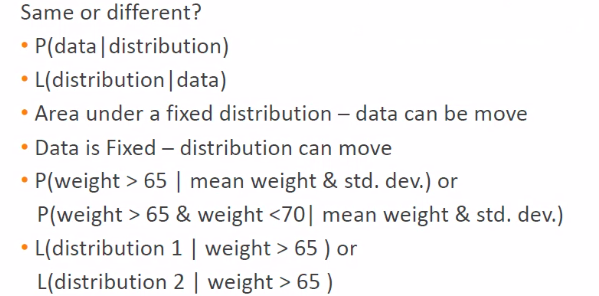 Same or different?
• P(data|distribution)
• L(distribution|data)
• Area under a fixed distribution – data can be move
• Data is Fixed – distribution can move
• P(weight > 65 | mean weight & std. dev.) or
P(weight > 65 & weight <70| mean weight & std. dev.)
• L(distribution 1 | weight > 65 ) or
L(distribution 2 | weight > 65 )